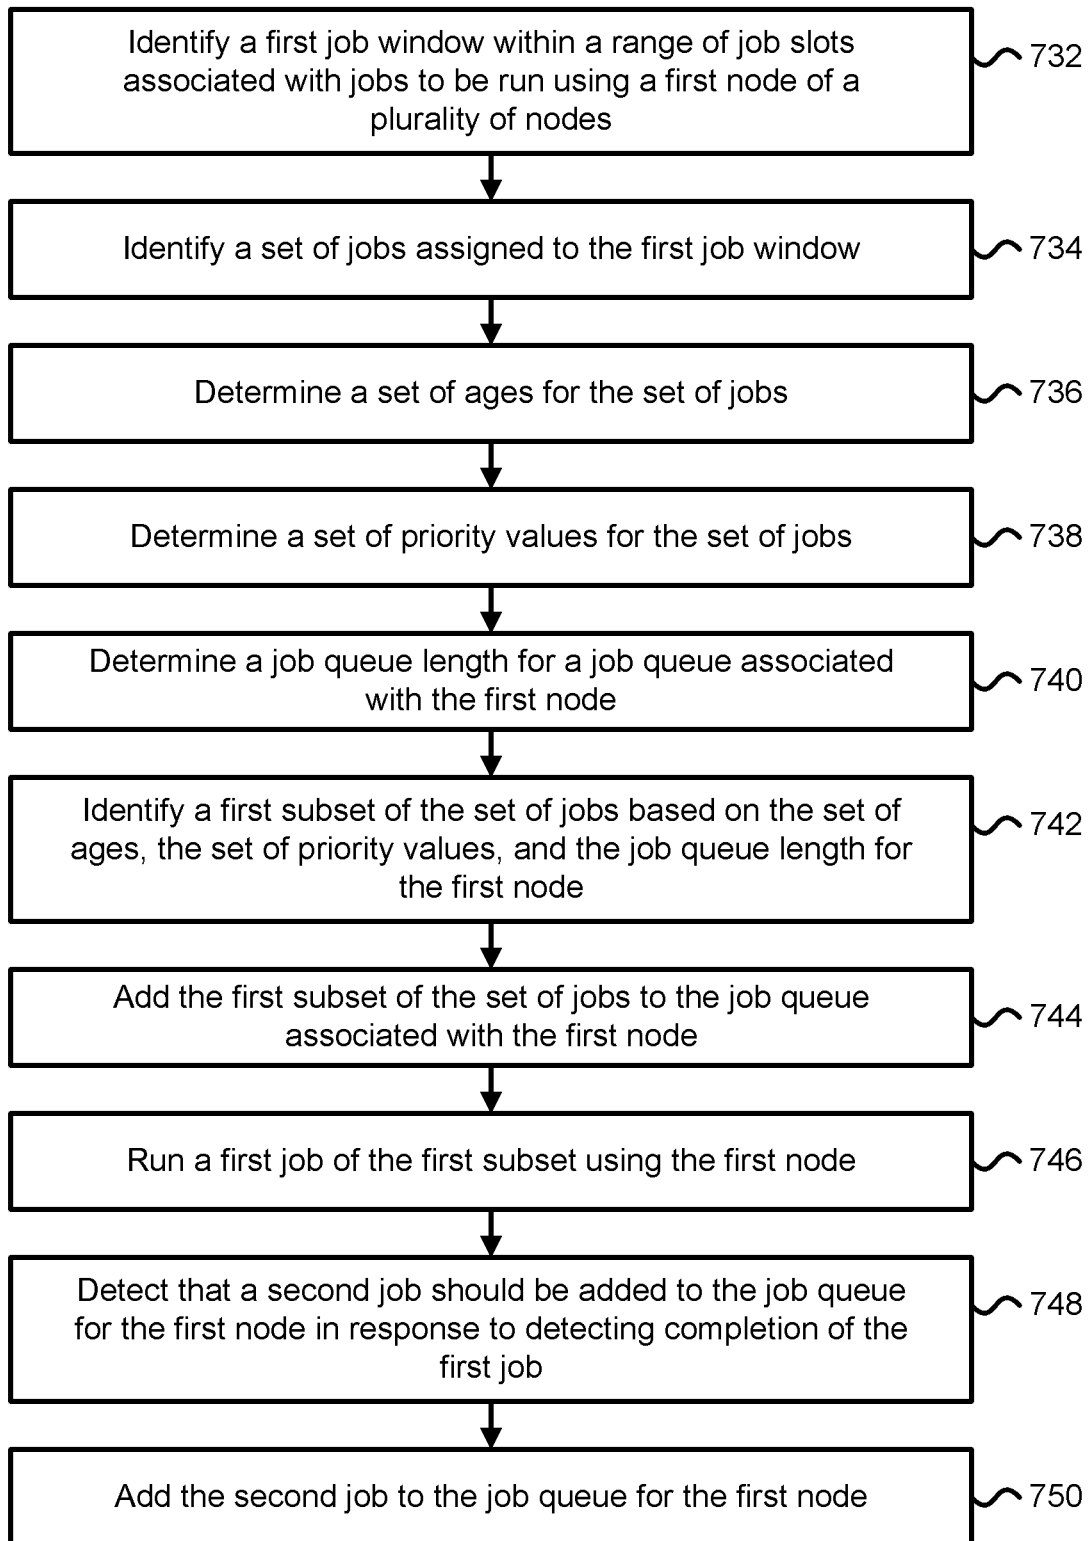 Identify a first job window within a range of job slots
associated with jobs to be run using a first node of a
plurality of nodes
732
Identify a set of jobs assigned to the first job window
734
Determine a set of ages for the set of jobs
736
Determine a set of priority values for the set of jobs
738
Determine a job queue length for a job queue associated
with the first node
740
Identify a first subset of the set of jobs based on the set of
ages, the set of priority values, and the job queue length for
the first node
742
Add the first subset of the set of jobs to the job queue
associated with the first node
744
Run a first job of the first subset using the first node
746
Detect that a second job should be added to the job queue
for the first node in response to detecting completion of the
first job
748
Add the second job to the job queue for the first node
750